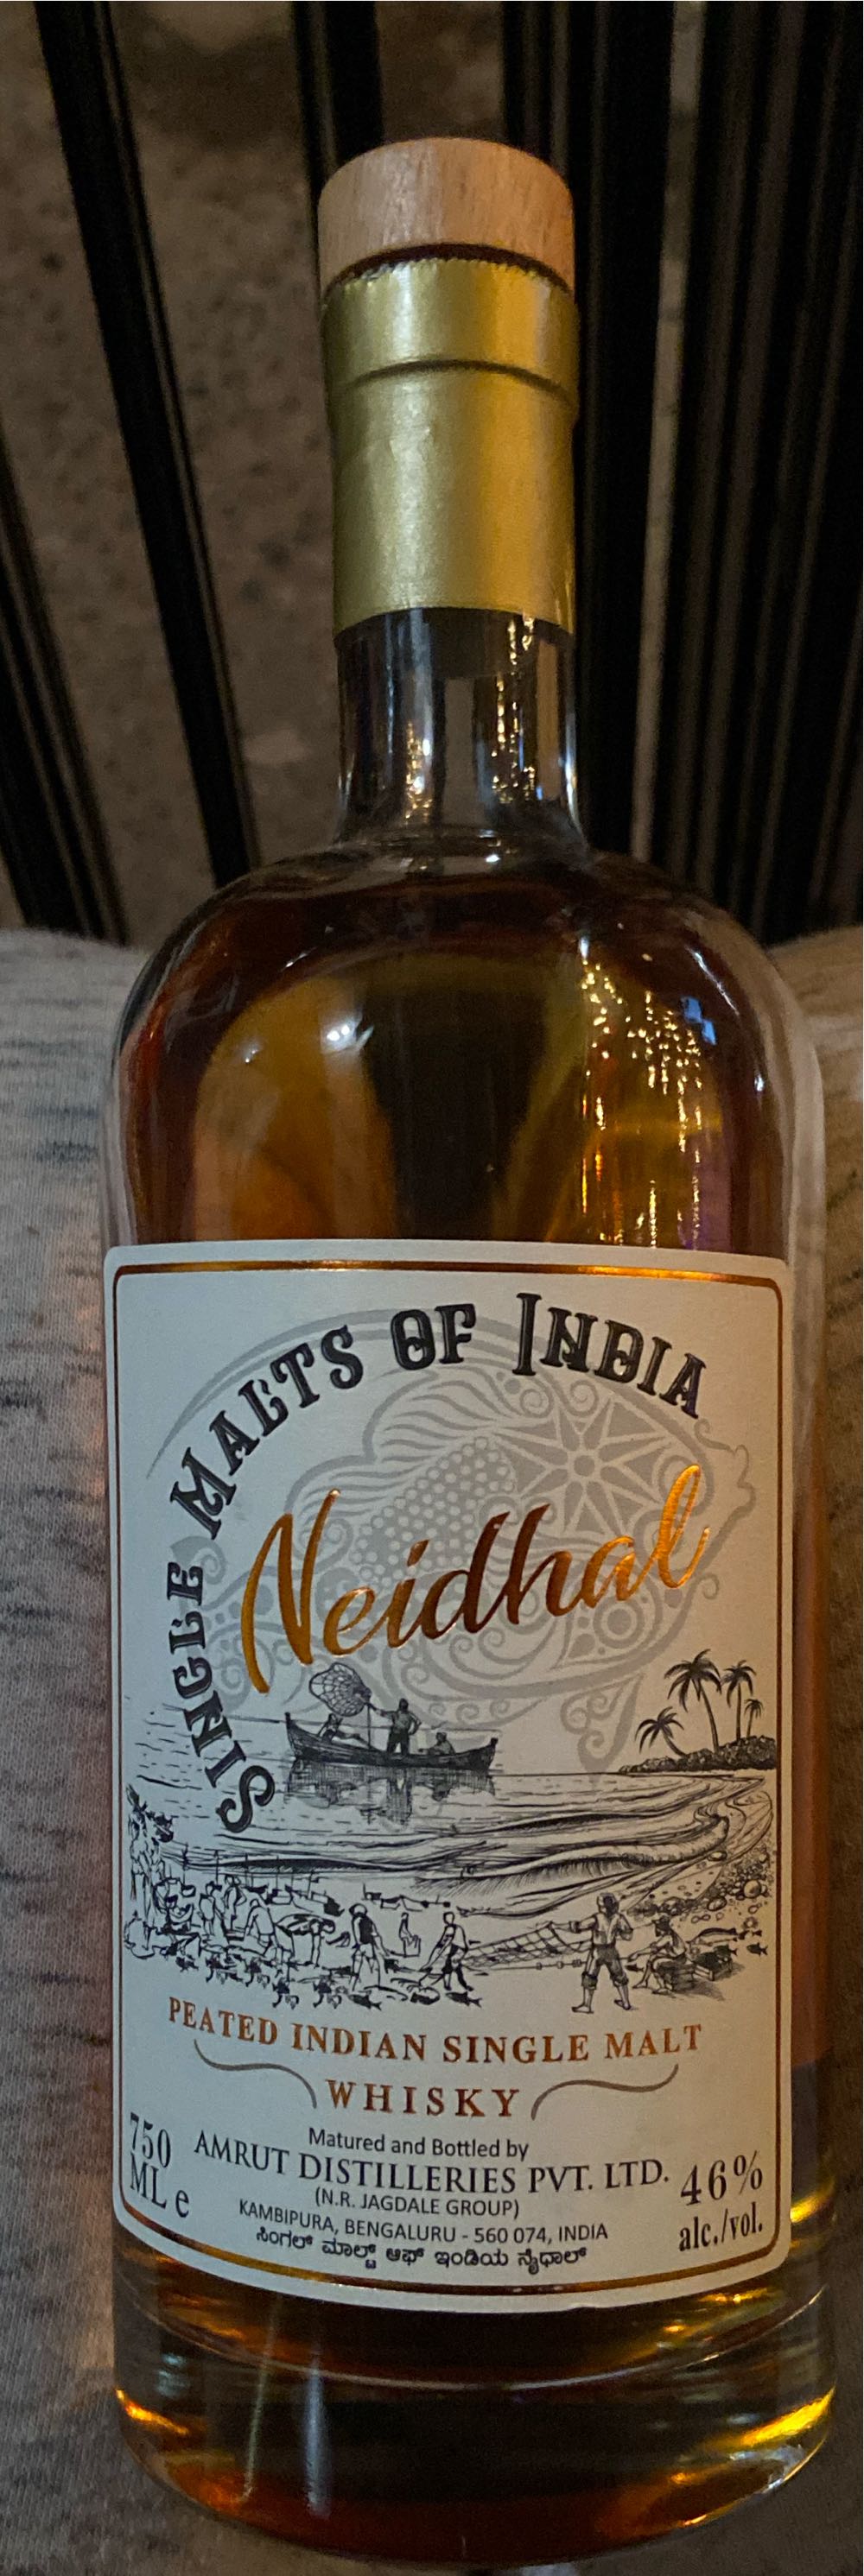 SINGLE MALTS OF INDIA
Neidhal
PEATED INDIAN SINGLE MALT
WHISKY
750
ML e
Matured and Bottled by
AMRUT DISTILLERIES PVT. LTD.
(N.R. JAGDALE GROUP)
KAMBIPURA, BENGALURU - 560 074, INDIA
ಸಿಂಗಲ್ ಮಾಲ್ಟ್ ಆಫ್ ಇಂಡಿಯ ನೈಧಾಲ್
46%
alc./vol.